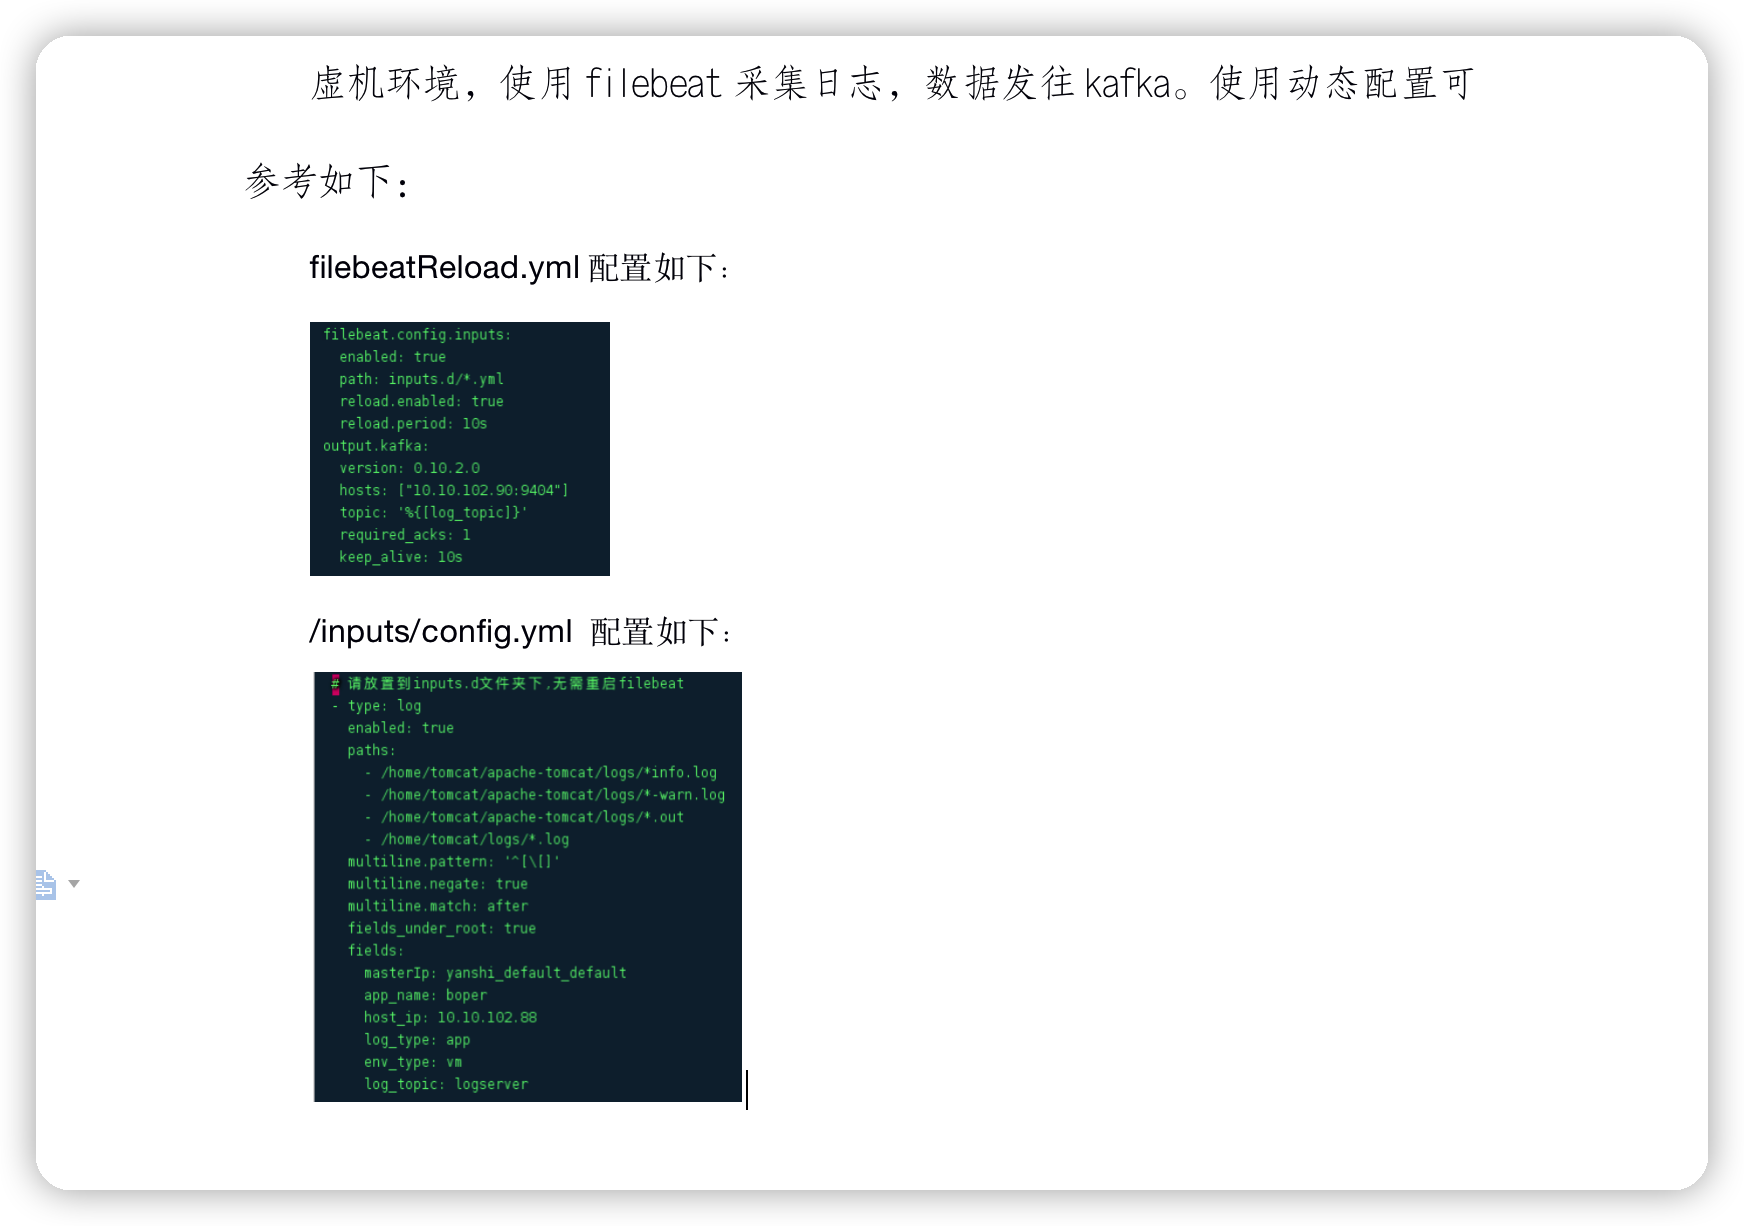 虚机环境，使用 filebeat 采集日志，数据发往 kafka。使用动态配置可
参考如下：
filebeatReload.yml 配置如下：
filebeat.config.inputs:
  enabled: true
  path: inputs.d/*.yml
  reload.enabled: true
  reload.period: 10s
output.kafka:
  version: 0.10.2.0
  hosts: ["10.10.102.90:9404"]
  topic: '%{[log_topic]}'
  required_acks: 1
  keep_alive: 10s
/inputs/config.yml 配置如下：
# 请放置到inputs.d文件夹下,无需重启filebeat
- type: log
  enabled: true
  paths:
    - /home/tomcat/apache-tomcat/logs/*info.log
    - /home/tomcat/apache-tomcat/logs/*-warn.log
    - /home/tomcat/apache-tomcat/logs/*.out
    - /home/tomcat/logs/*.log
  multiline.pattern: '^[\[]'
  multiline.negate: true
  multiline.match: after
  fields_under_root: true
  fields:
    masterIp: yanshi_default_default
    app_name: boper
    host_ip: 10.10.102.88
    log_type: app
    env_type: vm
    log_topic: logserver